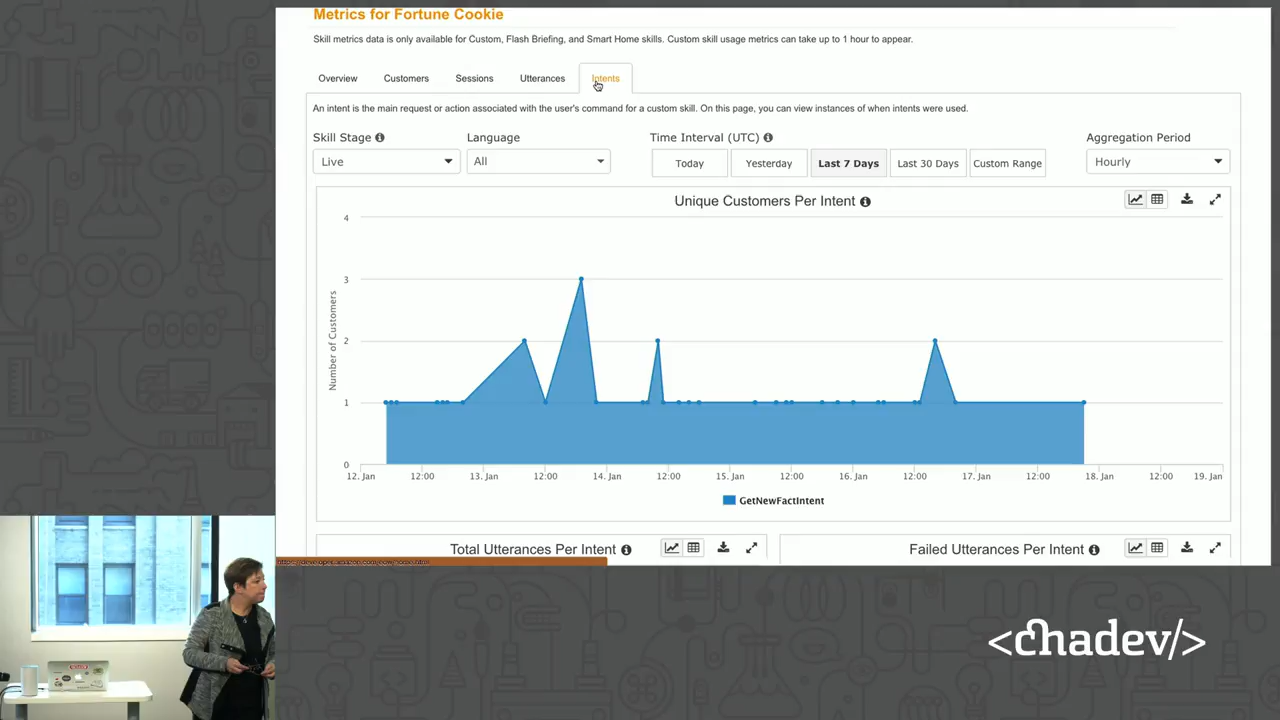 Metrics for Fortune Cookie
Skill metrics data is only available for Custom, Flash Briefing, and Smart Home skills. Custom skill usage metrics can take up to 1 hour to appear.
Overview Customers Sessions Utterances Intents
An intent is the main request or action associated with the user's command for a custom skill. On this page, you can view instances of when intents were used.
Skill Stage Language Time Interval (UTC) Aggregation Period
Live All Today Yesterday Last 7 Days Last 30 Days Custom Range Hourly
Unique Customers Per Intent
4
3
2
1
0
Number of Customers
12. Jan 12:00 13. Jan 12:00 14. Jan 12:00 15. Jan 12:00 16. Jan 12:00 17. Jan 12:00 18. Jan 12:00 19. Jan
GetNewFactIntent
Total Utterances Per Intent Failed Utterances Per Intent
<chadev/>